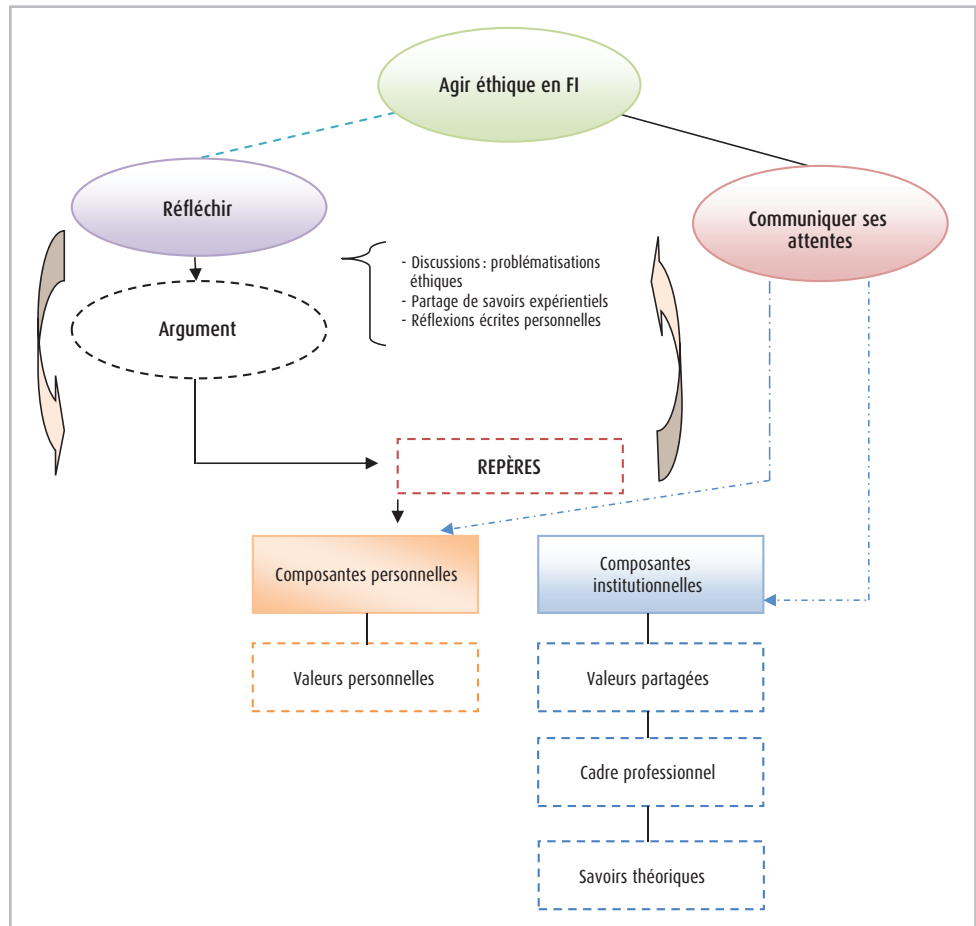 Agir éthique en FI
Réfléchir
Communiquer ses
attentes
- Discussions : problématisations
éthiques
- Partage de savoirs expérientiels
- Réflexions écrites personnelles
Argument
REPÈRES
Composantes personnelles
Composantes
institutionnelles
Valeurs personnelles
Valeurs partagées
Cadre professionnel
Savoirs théoriques